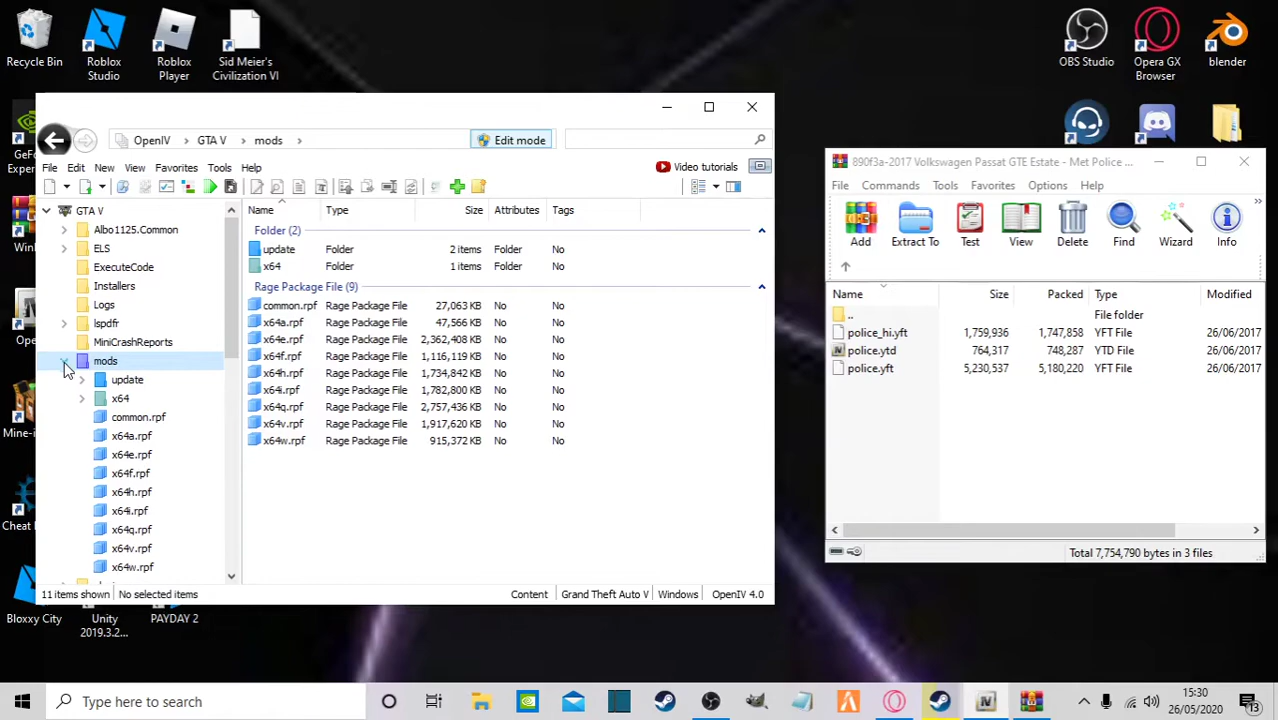 Recycle Bin
Roblox Studio
Roblox Player
Sid Meier's Civilization VI
OBS Studio
Opera GX Browser
blender
GeFo
Exper
Winl
Op
Mine-i
Cheat
Bloxxy City
Unity 2019.3.2...
PAYDAY 2
OpenIV
GTA V
mods
Edit mode
File Edit New View Favorites Tools Help
Video tutorials
GTA V
Albo1125.Common
ELS
ExecuteCode
Installers
Logs
lspdfr
MiniCrashReports
mods
update
x64
common.rpf
x64a.rpf
x64e.rpf
x64f.rpf
x64h.rpf
x64i.rpf
x64q.rpf
x64v.rpf
x64w.rpf
Name Type Size Attributes Tags
Folder (2)
update Folder 2 items No No
x64 Folder 1 items No No
Rage Package File (9)
common.rpf Rage Package File 27,063 KB No No
x64a.rpf Rage Package File 47,566 KB No No
x64e.rpf Rage Package File 2,362,408 KB No No
x64f.rpf Rage Package File 1,116,119 KB No No
x64h.rpf Rage Package File 1,734,842 KB No No
x64i.rpf Rage Package File 1,782,800 KB No No
x64q.rpf Rage Package File 2,757,436 KB No No
x64v.rpf Rage Package File 1,917,620 KB No No
x64w.rpf Rage Package File 915,372 KB No No
11 items shown No selected items Content Grand Theft Auto V Windows OpenIV 4.0
890f3a-2017 Volkswagen Passat GTE Estate - Met Police ...
File Commands Tools Favorites Options Help
Add Extract To Test View Delete Find Wizard Info
Name Size Packed Type Modified
.. File folder
police_hi.yft 1,759,936 1,747,858 YFT File 26/06/2017
police.ytd 764,317 748,287 YTD File 26/06/2017
police.yft 5,230,537 5,180,220 YFT File 26/06/2017
Total 7,754,790 bytes in 3 files
Type here to search
15:30
26/05/2020
13